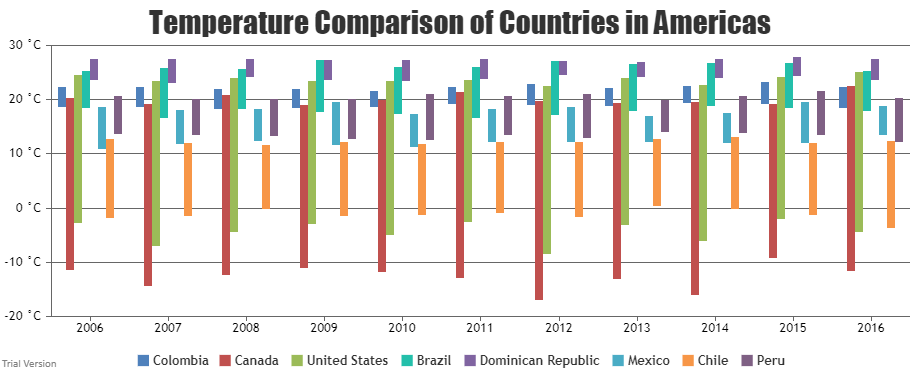 Temperature Comparison of Countries in Americas
30 ˚C
20 ˚C
10 ˚C
0 ˚C
-10 ˚C
-20 ˚C
2006 2007 2008 2009 2010 2011 2012 2013 2014 2015 2016
Colombia Canada United States Brazil Dominican Republic Mexico Chile Peru
Trial Version